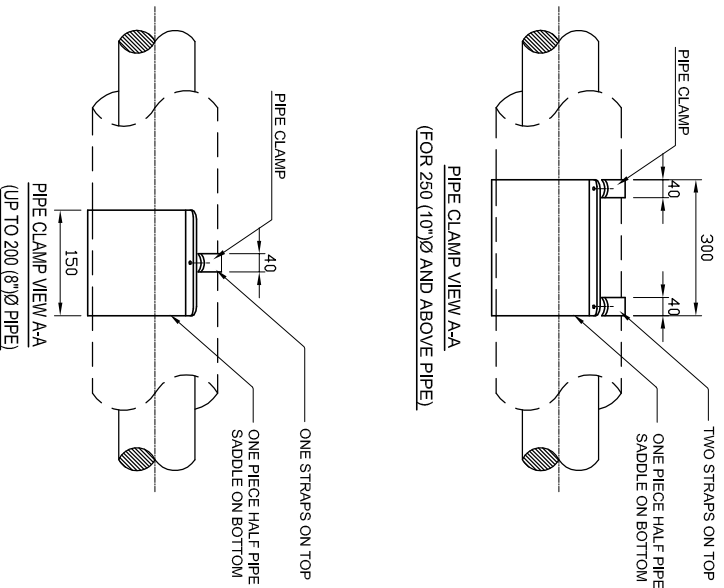 PIPE CLAMP
40
300
40
TWO STRAPS ON TOP
ONE PIECE HALF PIPE
SADDLE ON BOTTOM
PIPE CLAMP VIEW A-A
(FOR 250 (10")Ø AND ABOVE PIPE)
PIPE CLAMP
40
ONE STRAPS ON TOP
ONE PIECE HALF PIPE
SADDLE ON BOTTOM
150
PIPE CLAMP VIEW A-A
(UP TO 200 (8")Ø PIPE)